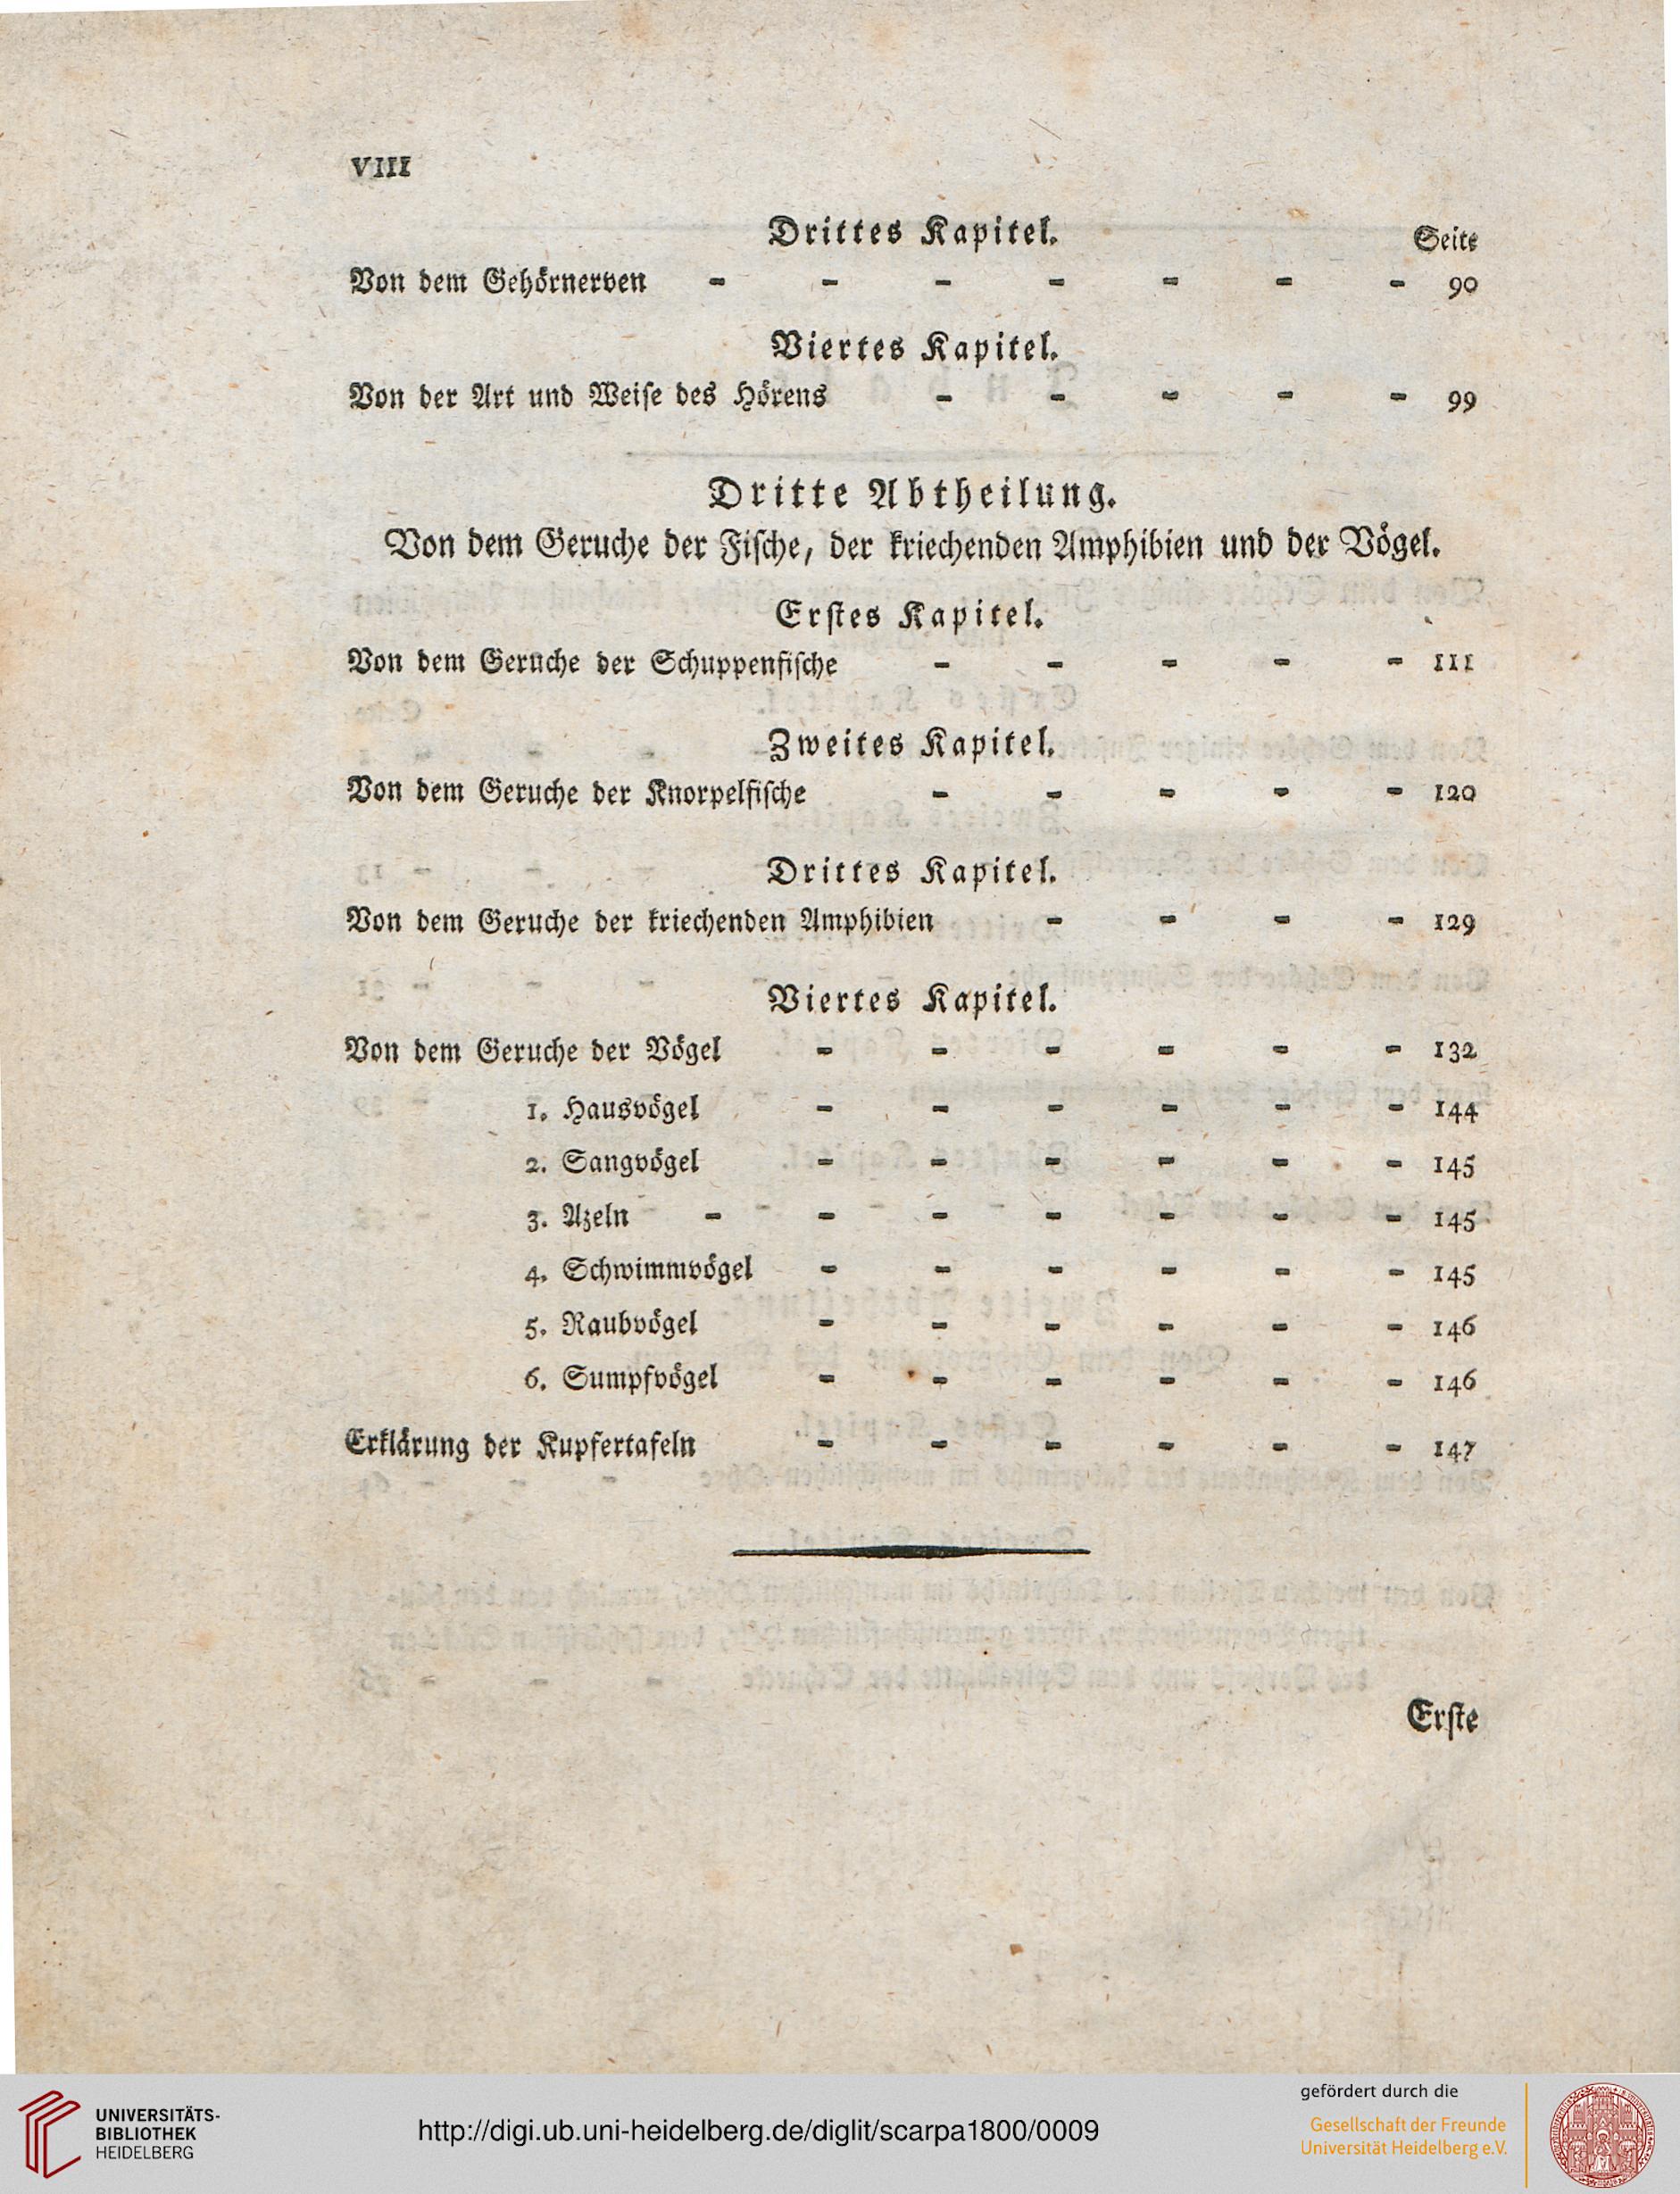 VIII
Drittes Kapitel.
Seite
Von dem Gehörnerven - - - - - - - 90
Viertes Kapitel.
Von der Art und Weise des Hörens - - - - - 99
Dritte Abtheilung.
Von dem Geruche der Fische, der kriechenden Amphibien und der Vögel.
Erstes Kapitel.
Von dem Geruche der Schuppenfische - - - - - 111
Zweites Kapitel.
Von dem Geruche der Knorpelfische - - - - - 120
Drittes Kapitel.
Von dem Geruche der kriechenden Amphibien - - - - 129
Viertes Kapitel.
Von dem Geruche der Vögel - - - - - - 132
1. Hausvögel - - - - - - 144
2. Sangvögel - - - - - - 145
3. Azeln - - - - - - - 145
4. Schwimmvögel - - - - - - 145
5. Raubvögel - - - - - - 146
6. Sumpfvögel - - - - - - 146
Erklärung der Kupfertafeln - - - - - - 147
Erste
UNIVERSITÄTS-
BIBLIOTHEK
HEIDELBERG
http://digi.ub.uni-heidelberg.de/diglit/scarpa1800/0009
gefördert durch die
Gesellschaft der Freunde
Universität Heidelberg e.V.